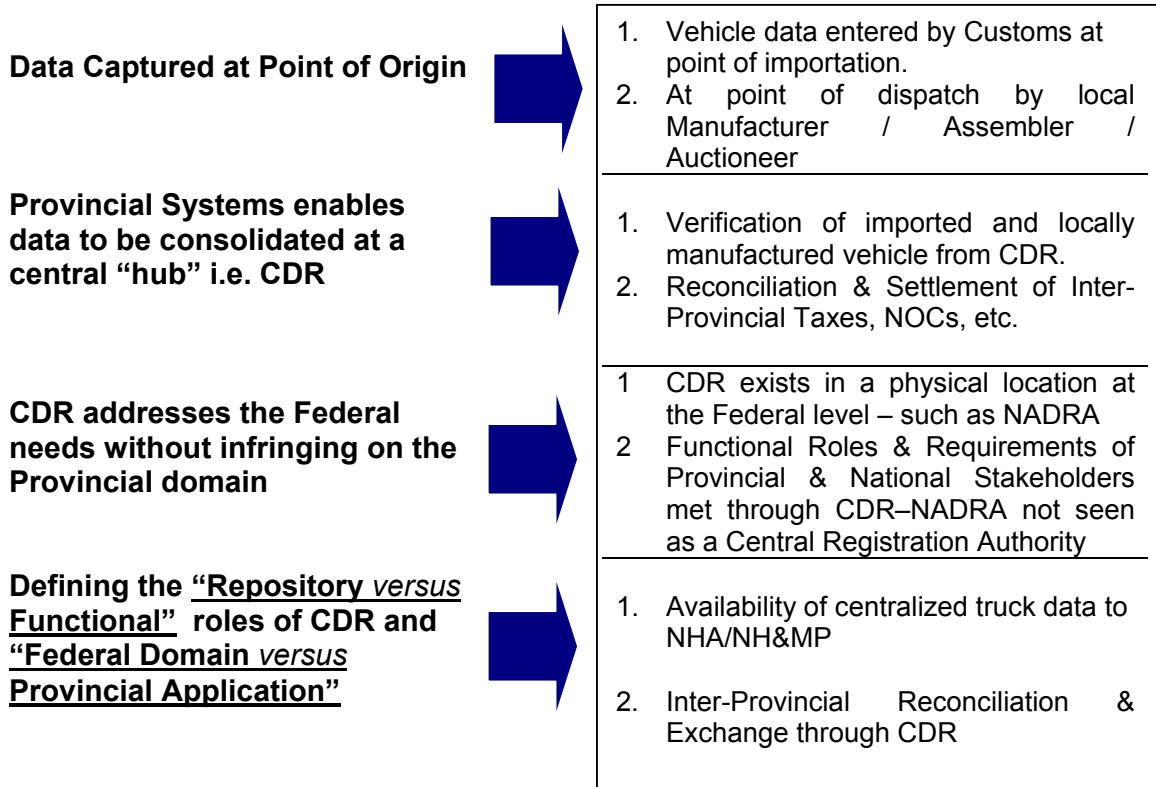 Data Captured at Point of Origin
1. Vehicle data entered by Customs at
point of importation.
2. At point of dispatch by local
Manufacturer / Assembler /
Auctioneer
Provincial Systems enables
data to be consolidated at a
central “hub” i.e. CDR
1. Verification of imported and locally
manufactured vehicle from CDR.
2. Reconciliation & Settlement of Inter-
Provincial Taxes, NOCs, etc.
CDR addresses the Federal
needs without infringing on the
Provincial domain
1 CDR exists in a physical location at
the Federal level – such as NADRA
2 Functional Roles & Requirements of
Provincial & National Stakeholders
met through CDR–NADRA not seen
as a Central Registration Authority
Defining the “Repository versus
Functional” roles of CDR and
“Federal Domain versus
Provincial Application”
1. Availability of centralized truck data to
NHA/NH&MP
2. Inter-Provincial Reconciliation &
Exchange through CDR